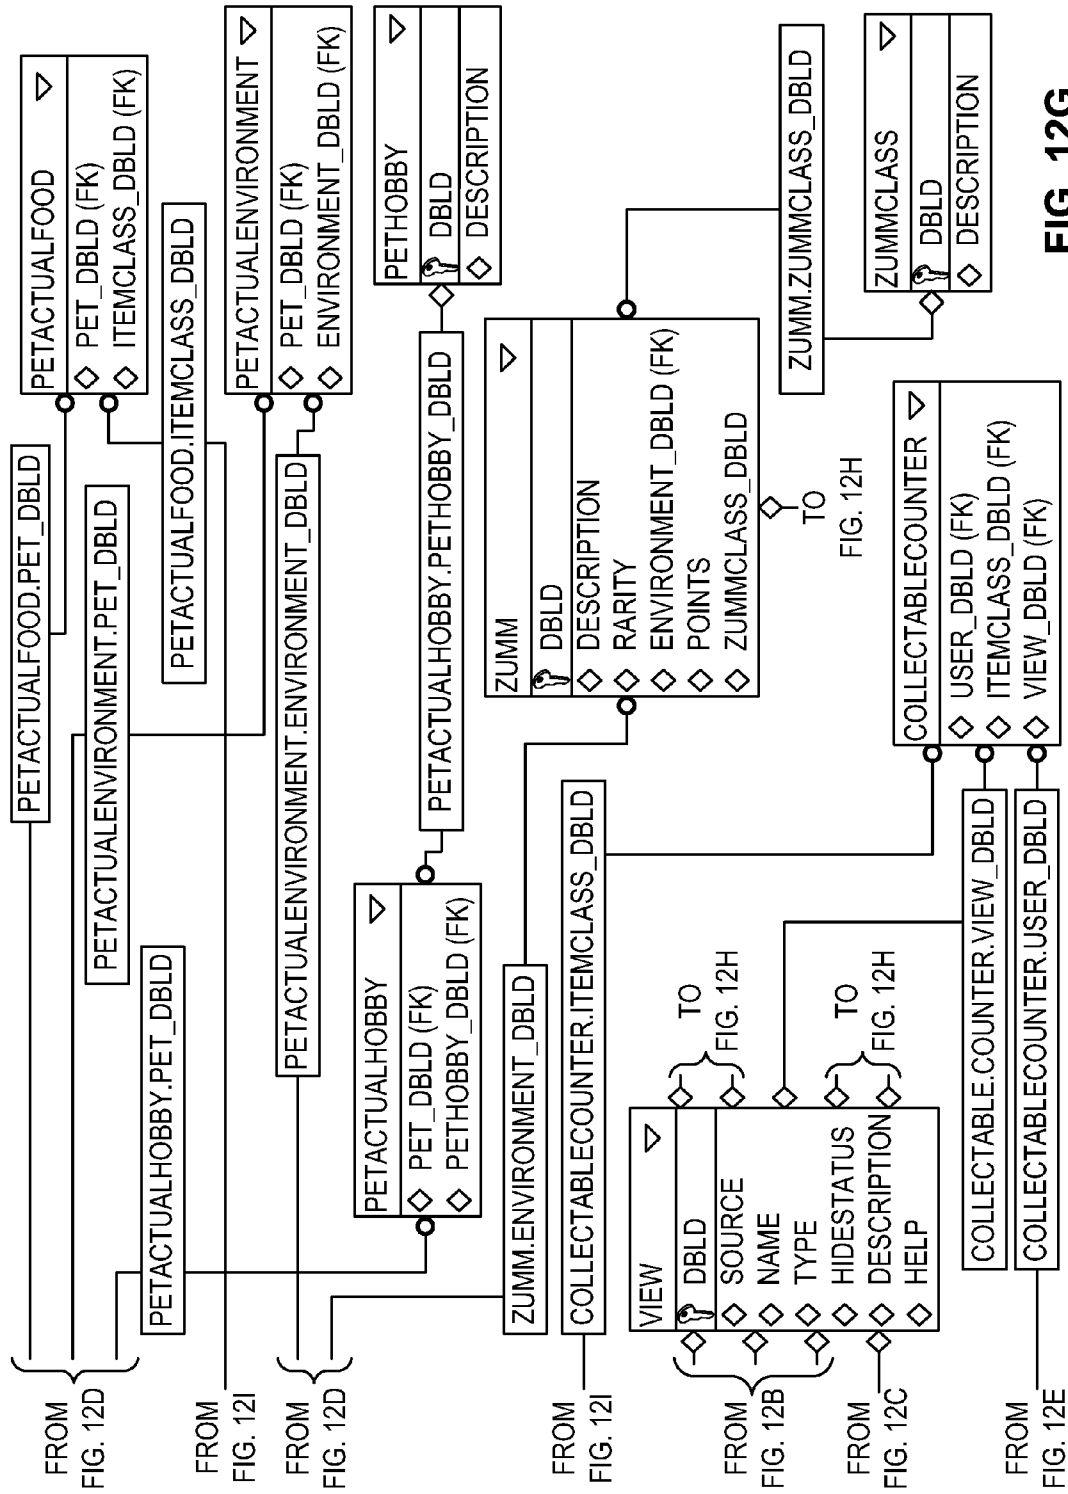 PETACTUALFOOD.PET_DBLD
PETACTUALFOOD
PET_DBLD (FK)
ITEMCLASS_DBLD (FK)
PETACTUALENVIRONMENT.PET_DBLD
PETACTUALFOOD.ITEMCLASS_DBLD
PETACTUALHOBBY.PET_DBLD
FROM
FIG. 12D
FROM
FIG. 12I
PETACTUALENVIRONMENT
PET_DBLD (FK)
ENVIRONMENT_DBLD (FK)
PETACTUALENVIRONMENT.ENVIRONMENT_DBLD
FROM
FIG. 12D
PETACTUALHOBBY
PET_DBLD (FK)
PETHOBBY_DBLD (FK)
PETACTUALHOBBY.PETHOBBY_DBLD
PETHOBBY
DBLD
DESCRIPTION
ZUMM.ENVIRONMENT_DBLD
ZUMM
DBLD
DESCRIPTION
RARITY
ENVIRONMENT_DBLD (FK)
POINTS
ZUMMCLASS_DBLD
TO
FIG. 12H
ZUMM.ZUMMCLASS_DBLD
ZUMMCLASS
DBLD
DESCRIPTION
FROM
FIG. 12I
COLLECTABLECOUNTER.ITEMCLASS_DBLD
FROM
FIG. 12B
FROM
FIG. 12C
VIEW
DBLD
SOURCE
NAME
TYPE
HIDESTATUS
DESCRIPTION
HELP
TO
FIG. 12H
TO
FIG. 12H
COLLECTABLECOUNTER
USER_DBLD (FK)
ITEMCLASS_DBLD (FK)
VIEW_DBLD (FK)
COLLECTABLE.COUNTER.VIEW_DBLD
COLLECTABLECOUNTER.USER_DBLD
FROM
FIG. 12E
FIG. 12G